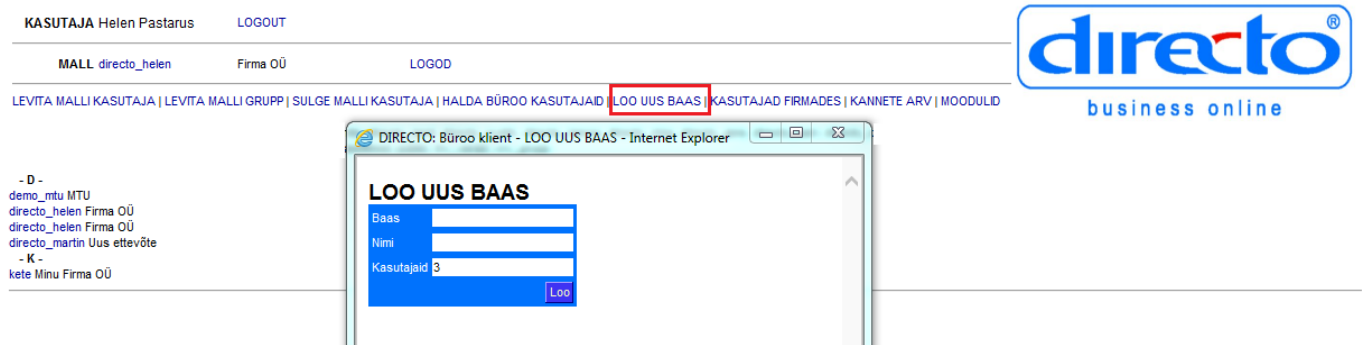 KASUTAJA Helen Pastarus LOGOUT
MALL directo_helen Firma OÜ LOGOD
directo®
business online
LEVITA MALLI KASUTAJA | LEVITA MALLI GRUPP | SULGE MALLI KASUTAJA | HALDA BÜROO KASUTAJAID | LOO UUS BAAS | KASUTAJAD FIRMADES | KANNETE ARV | MOODULID
DIRECTO: Büroo klient - LOO UUS BAAS - Internet Explorer
- D -
demo_mtu MTU
directo_helen Firma OÜ
directo_helen Firma OÜ
directo_martin Uus ettevõte
- K -
kete Minu Firma OÜ
LOO UUS BAAS
Baas
Nimi
Kasutajaid 3
Loo